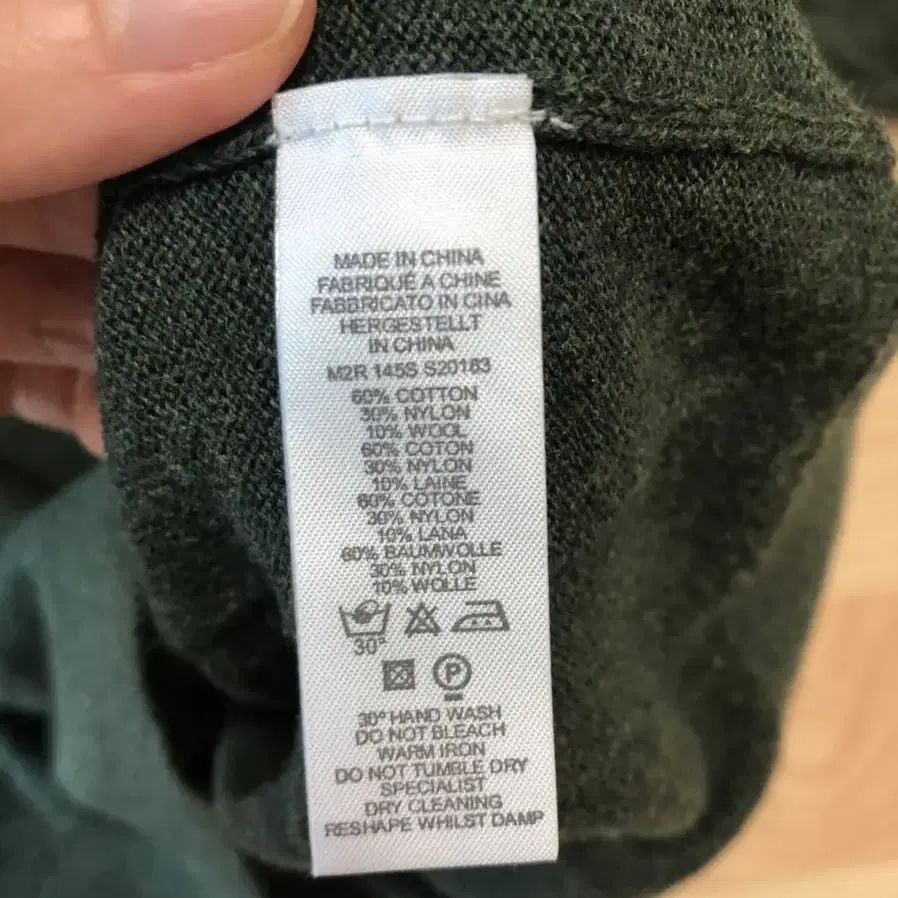 MADE IN CHINA
FABRIQUÉ A CHINE
FABBRICATO IN CINA
HERGESTELLT
IN CHINA
M2R 145S S20183
60% COTTON
30% NYLON
10% WOOL
60% COTON
30% NYLON
10% LAINE
60% COTONE
30% NYLON
10% LANA
60% BAUMWOLLE
30% NYLON
10% WOLLE
30°
P
30° HAND WASH
DO NOT BLEACH
WARM IRON
DO NOT TUMBLE DRY
SPECIALIST
DRY CLEANING
RESHAPE WHILST DAMP